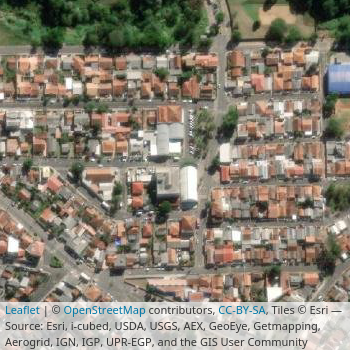 Leaflet | © OpenStreetMap contributors, CC-BY-SA, Tiles © Esri —
Source: Esri, i-cubed, USDA, USGS, AEX, GeoEye, Getmapping,
Aerogrid, IGN, IGP, UPR-EGP, and the GIS User Community